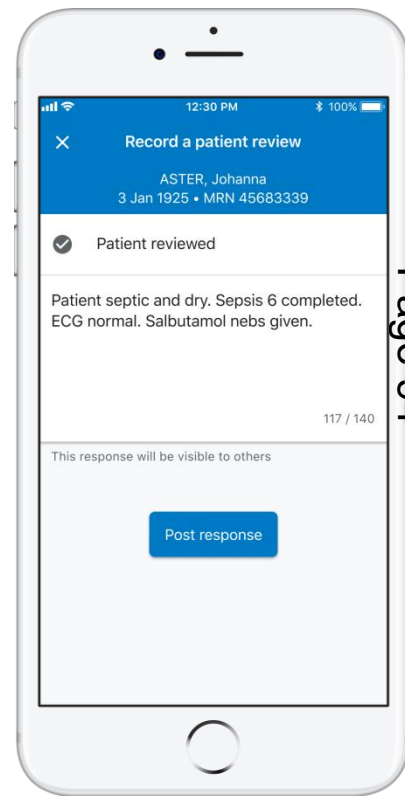 12:30 PM
100%
Record a patient review
ASTER, Johanna
3 Jan 1925 • MRN 45683339
Patient reviewed
Patient septic and dry. Sepsis 6 completed.
ECG normal. Salbutamol nebs given.
117 / 140
This response will be visible to others
Post response